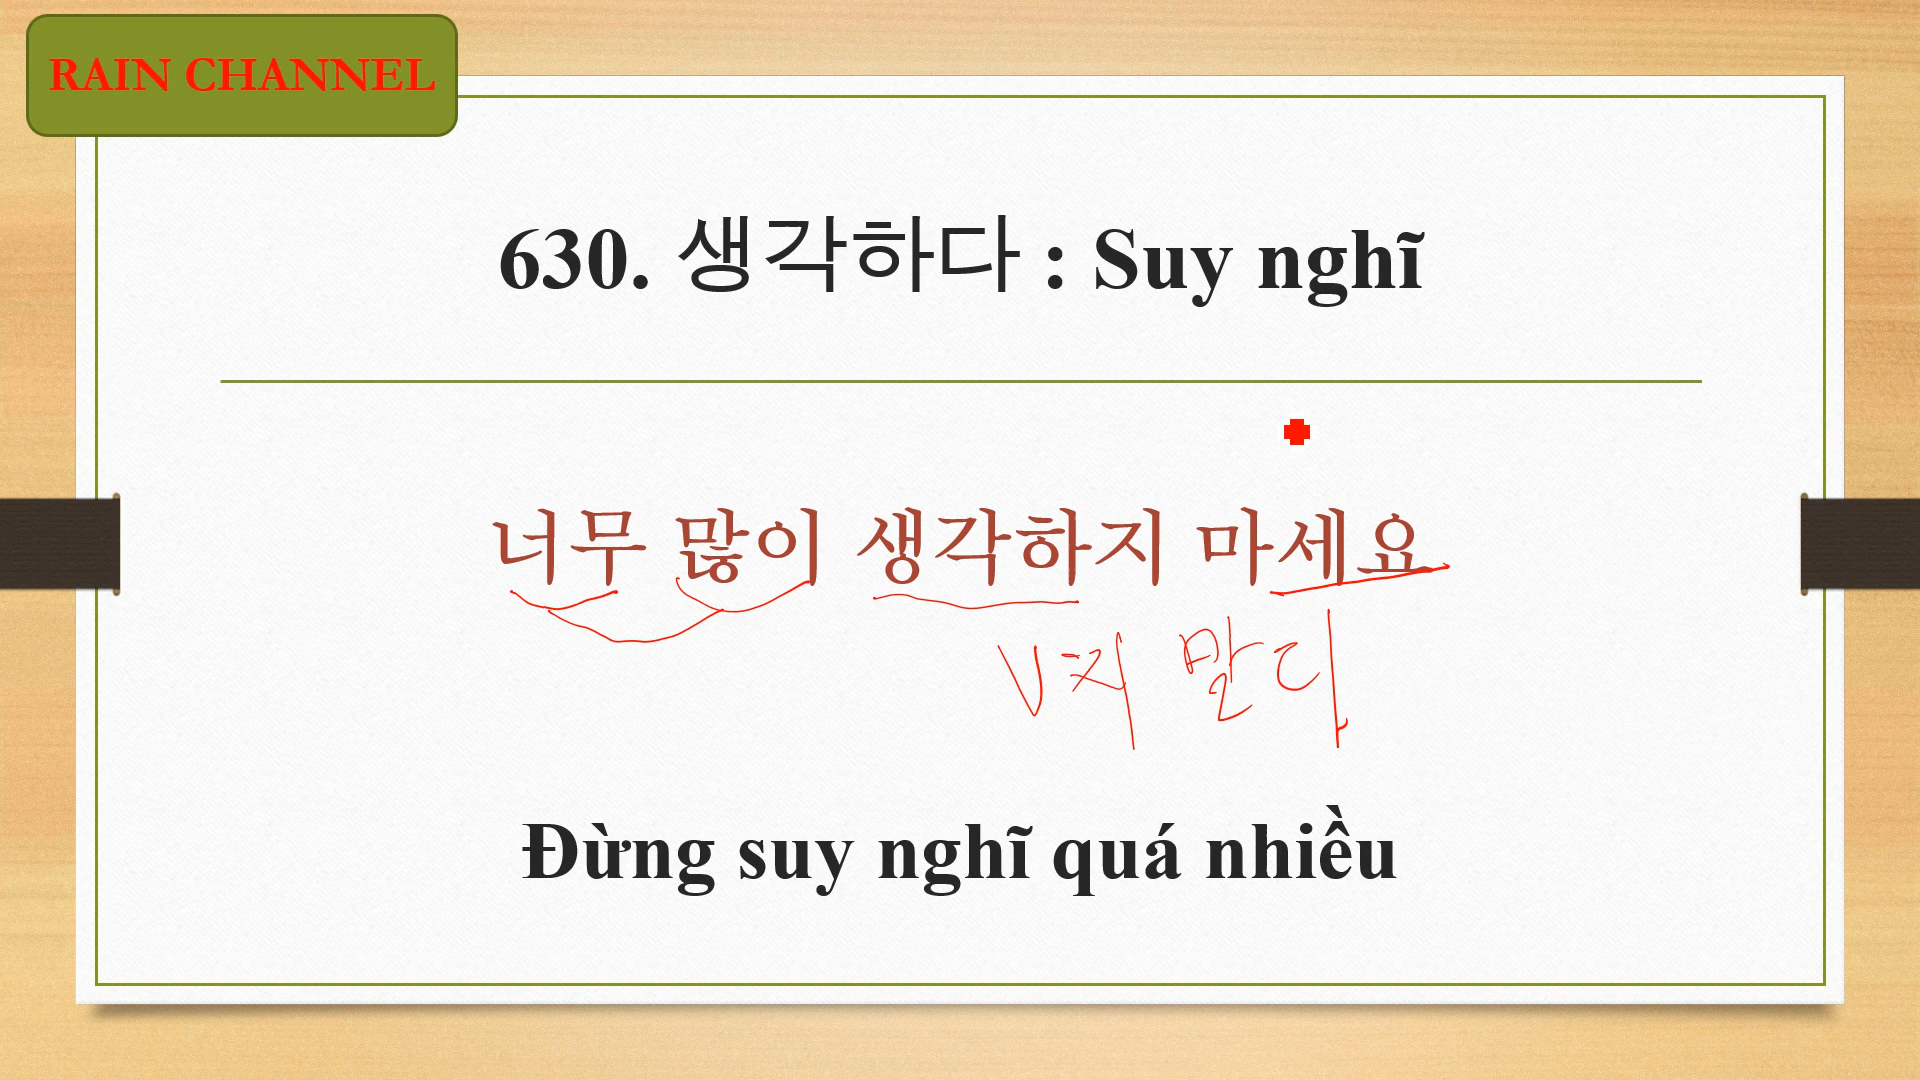 RAIN CHANNEL
630. 생각하다 : Suy nghĩ
너무 많이 생각하지 마세요
V지 말다
Đừng suy nghĩ quá nhiều